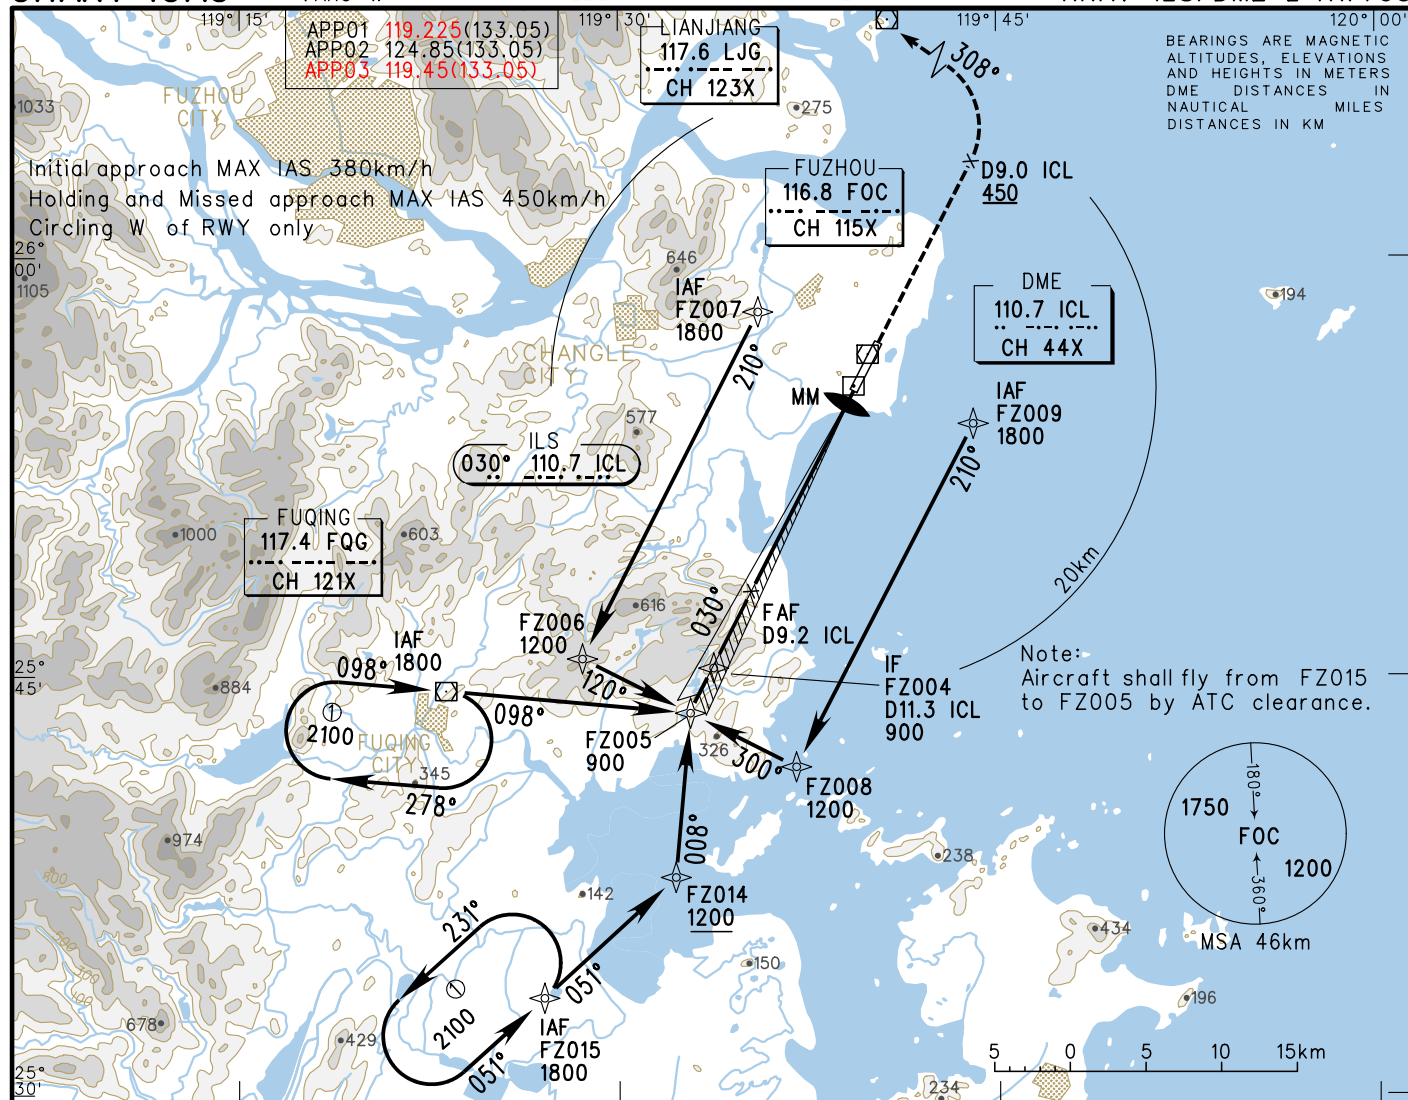 119° 15'
119° 30'
119° 45'
120° 00'
APP01 119.225(133.05)
APP02 124.85(133.05)
APP03 119.45(133.05)
LIANJIANG
117.6 LJG
CH 123X
308°
BEARINGS ARE MAGNETIC
ALTITUDES, ELEVATIONS
AND HEIGHTS IN METERS
DME DISTANCES IN
NAUTICAL MILES
DISTANCES IN KM
1033
FUZHOU
CITY
275
Initial approach MAX IAS 380km/h
Holding and Missed approach MAX IAS 450km/h
Circling W of RWY only
FUZHOU
116.8 FOC
CH 115X
D9.0 ICL
450
26°
00'
1105
646
IAF
FZ007
1800
DME
110.7 ICL
CH 44X
194
CHANGLE
CITY
210°
MM
IAF
FZ009
1800
577
ILS
030° 110.7 ICL
210°
FUQING
117.4 FQG
CH 121X
1000
603
20km
616
030°
FAF
D9.2 ICL
FZ006
1200
IAF
1800
25°
45'
884
098°
120°
098°
IF
FZ004
D11.3 ICL
900
Note:
Aircraft shall fly from FZ015
to FZ005 by ATC clearance.
2100
FUQING
CITY
345
278°
FZ005
900
326
300°
FZ008
1200
180°
1750
FOC
1200
360°
MSA 46km
974
500
008°
238
142
FZ014
1200
231°
434
500
300
400
150
051°
2100
196
678
429
IAF
FZ015
1800
051°
5 0 5 10 15km
25°
30'
234